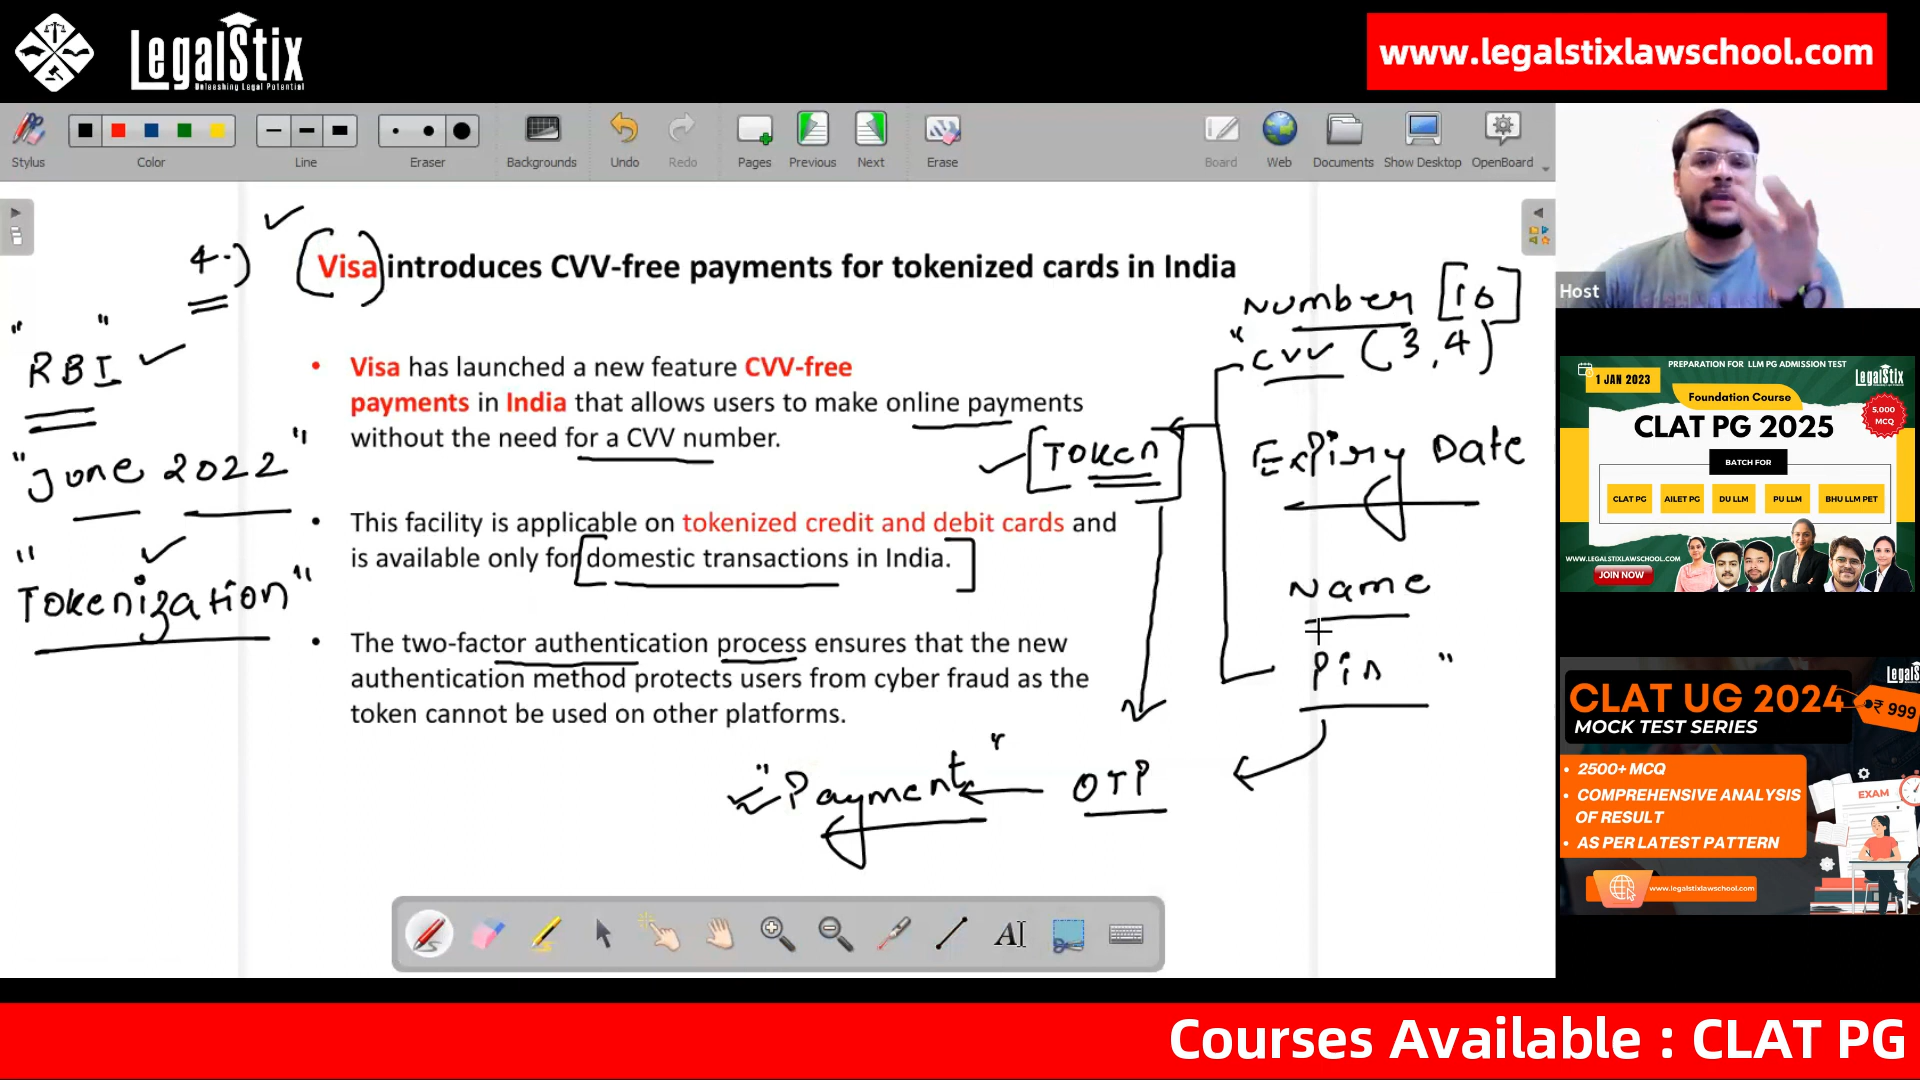 LegalStix
Unleashing Legal Potential
www.legalstixlawschool.com
Stylus
Color
Line
Eraser
Backgrounds
Undo
Redo
Pages
Previous
Next
Erase
Board
Web
Documents
Show Desktop
OpenBoard
4.)
Visa introduces CVV-free payments for tokenized cards in India
" "
RBI
"June 2022"
"
Tokenization"
• Visa has launched a new feature CVV-free
payments in India that allows users to make online payments
without the need for a CVV number.
• This facility is applicable on tokenized credit and debit cards and
is available only for domestic transactions in India.
• The two-factor authentication process ensures that the new
authentication method protects users from cyber fraud as the
token cannot be used on other platforms.
Number [16]
"CVV (3,4)
[Token]
Expiry Date
Name
Pin "
"Payment"
OTP
AI
Host
PREPARATION FOR LLM PG ADMISSION TEST
LegalStix
1 JAN 2023
Foundation Course
5,000
MCQ
CLAT PG 2025
BATCH FOR
CLAT PG
AILET PG
DU LLM
PU LLM
BHU LLM PET
WWW.LEGALSTIXLAWSCHOOL.COM
JOIN NOW
LegalS
CLAT UG 2024
₹ 999
MOCK TEST SERIES
• 2500+ MCQ
• COMPREHENSIVE ANALYSIS
OF RESULT
• AS PER LATEST PATTERN
EXAM
www.legalstixlawschool.com
Courses Available : CLAT PG